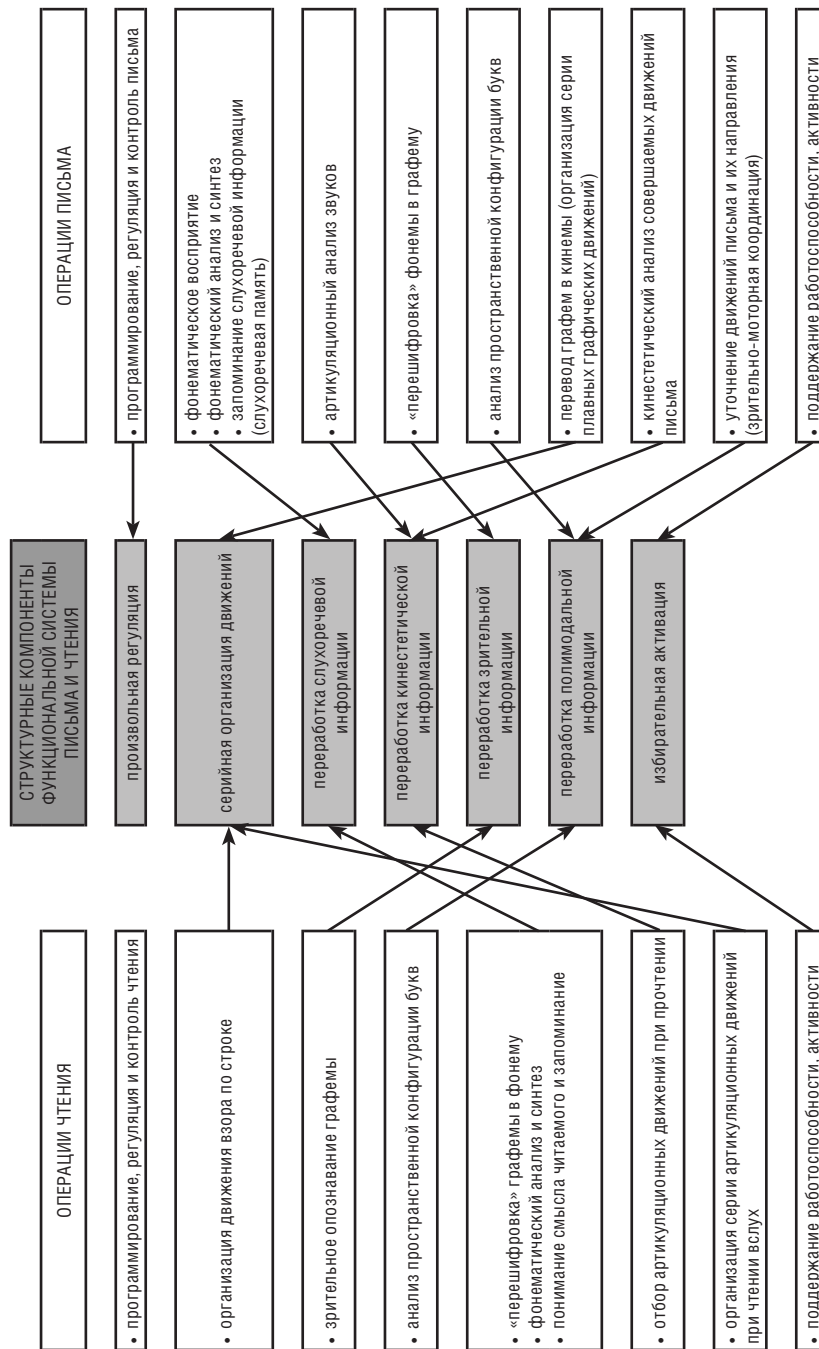 ОПЕРАЦИИ ЧТЕНИЯ
• программирование, регуляция и контроль чтения
• организация движения взора по строке
• зрительное опознавание графемы
• анализ пространственной конфигурации букв
• «перешифровка» графемы в фонему
• фонематический анализ и синтез
• понимание смысла читаемого и запоминание
• отбор артикуляционных движений при прочтении
• организация серии артикуляционных движений
при чтении вслух
• поддержание работоспособности, активности
СТРУКТУРНЫЕ КОМПОНЕНТЫ
ФУНКЦИОНАЛЬНОЙ СИСТЕМЫ
ПИСЬМА И ЧТЕНИЯ
произвольная регуляция
серийная организация движений
переработка слухоречевой
информации
переработка кинестетической
информации
переработка зрительной
информации
переработка полимодальной
информации
избирательная активация
ОПЕРАЦИИ ПИСЬМА
• программирование, регуляция и контроль письма
• фонематическое восприятие
• фонематический анализ и синтез
• запоминание слухоречевой информации
(слухоречевая память)
• артикуляционный анализ звуков
• «перешифровка» фонемы в графему
• анализ пространственной конфигурации букв
• перевод графем в кинемы (организация серии
плавных графических движений)
• кинестетический анализ совершаемых движений
письма
• уточнение движений письма и их направления
(зрительно-моторная координация)
• поддержание работоспособности, активности